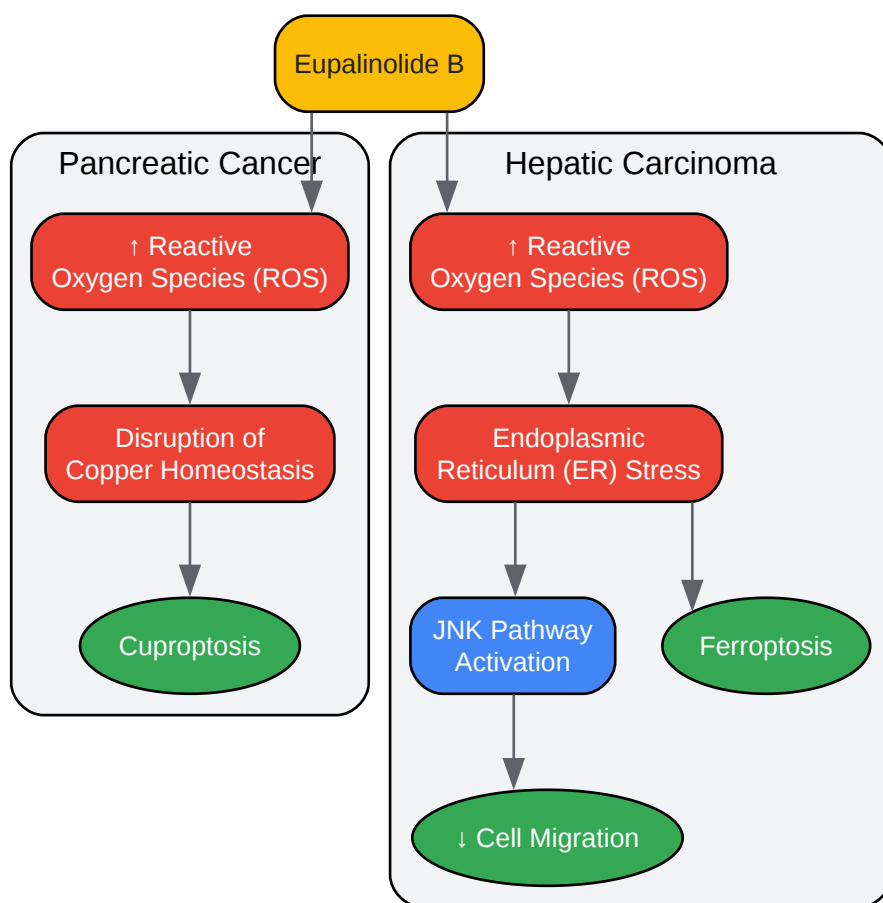 Eupalinolide B
Pancreatic Cancer
↑ Reactive
Oxygen Species (ROS)
Disruption of
Copper Homeostasis
Cuproptosis
Hepatic Carcinoma
↑ Reactive
Oxygen Species (ROS)
Endoplasmic
Reticulum (ER) Stress
JNK Pathway
Activation
Ferroptosis
↓ Cell Migration